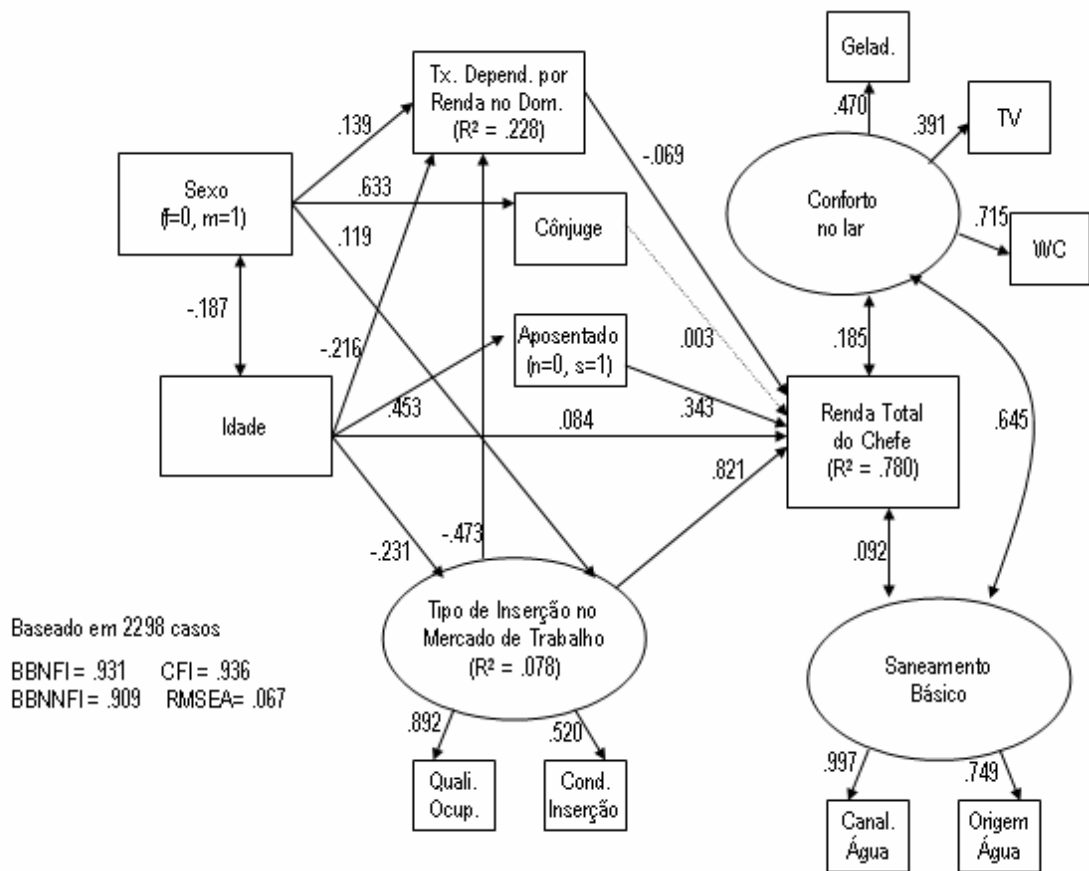 Gelad.
Tx. Depend. por
Renda no Dom.
(R² = .228)
.470
.391
TV
.139
-.069
Sexo
(f=0, m=1)
.633
Conforto
no lar
.119
Cônjuge
.715
WC
-.187
Aposentado
(n=0, s=1)
.003
.185
-.216
.453
.343
Idade
.084
Renda Total
do Chefe
(R² = .780)
.645
.821
-.231
-.473
.092
Tipo de Inserção no
Mercado de Trabalho
(R² = .078)
Baseado em 2298 casos
BBNFI = .931 CFI = .936
BBNNFI = .909 RMSEA= .067
Saneamento
Básico
.892
.520
.997
.749
Quali.
Ocup.
Cond.
Inserção
Canal.
Água
Origem
Água